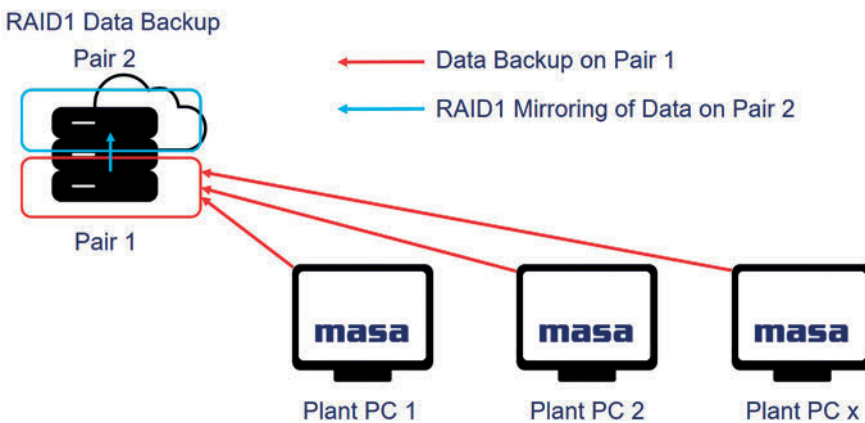 RAID1 Data Backup
Pair 2
Data Backup on Pair 1
RAID1 Mirroring of Data on Pair 2
Pair 1
masa
masa
masa
Plant PC 1
Plant PC 2
Plant PC x